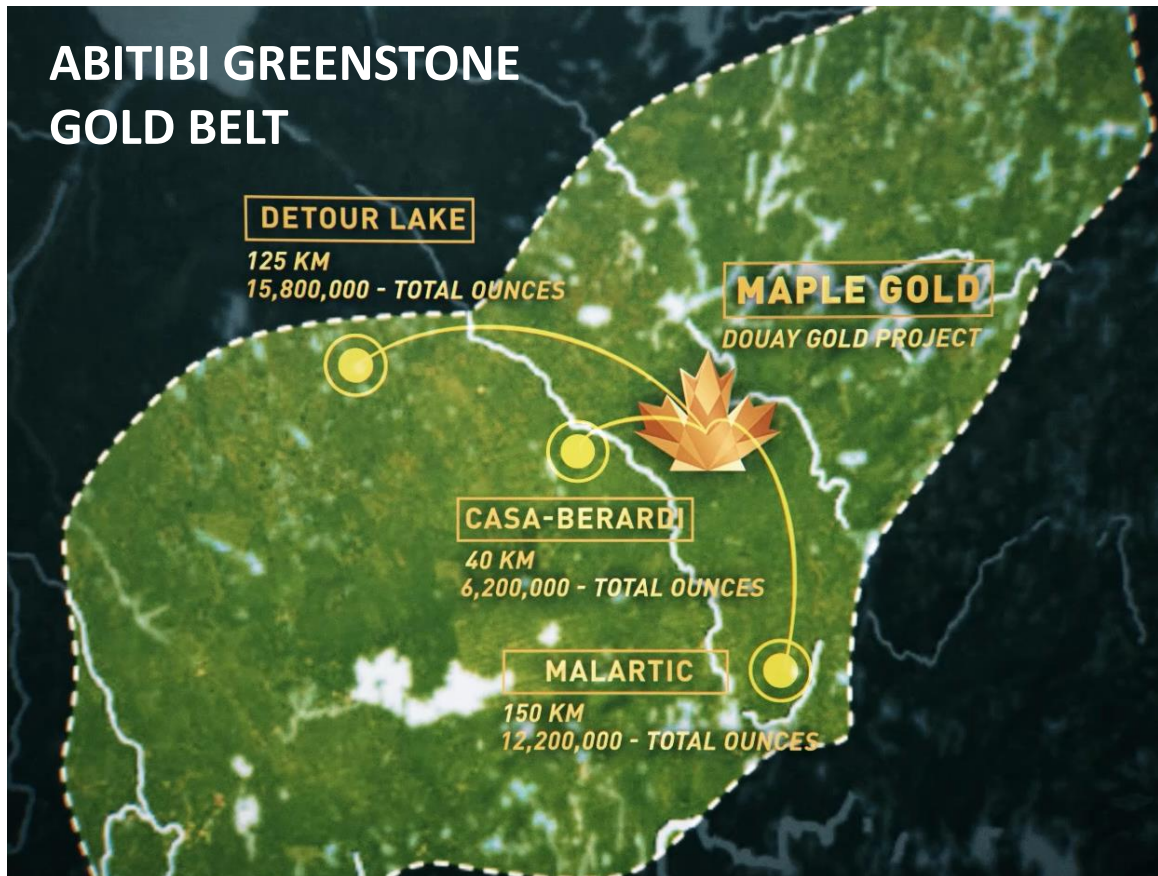 ABITIBI GREENSTONE
GOLD BELT
DETOUR LAKE
125 KM
15,800,000 - TOTAL OUNCES
MAPLE GOLD
DOUAY GOLD PROJECT
CASA-BERARDI
40 KM
6,200,000 - TOTAL OUNCES
MALARTIC
150 KM
12,200,000 - TOTAL OUNCES